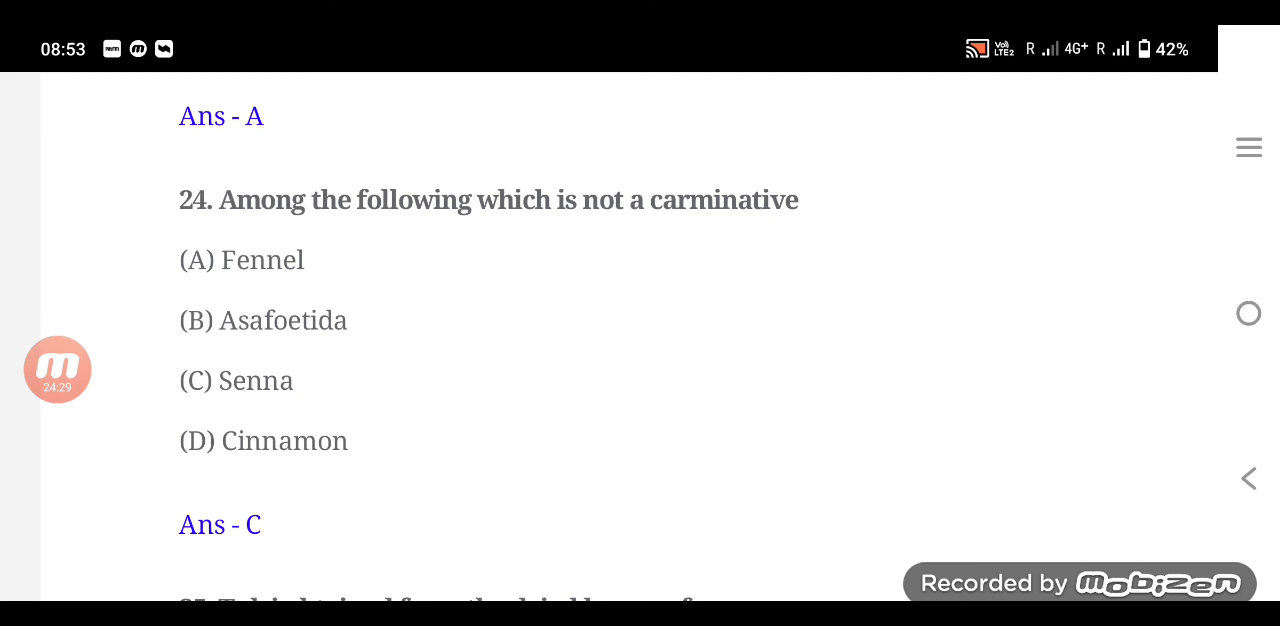 08:53 VoLTE2 R 4G+ R 42%
Ans - A
24. Among the following which is not a carminative
(A) Fennel
(B) Asafoetida
(C) Senna
24:29
(D) Cinnamon
Ans - C
Recorded by mobizen